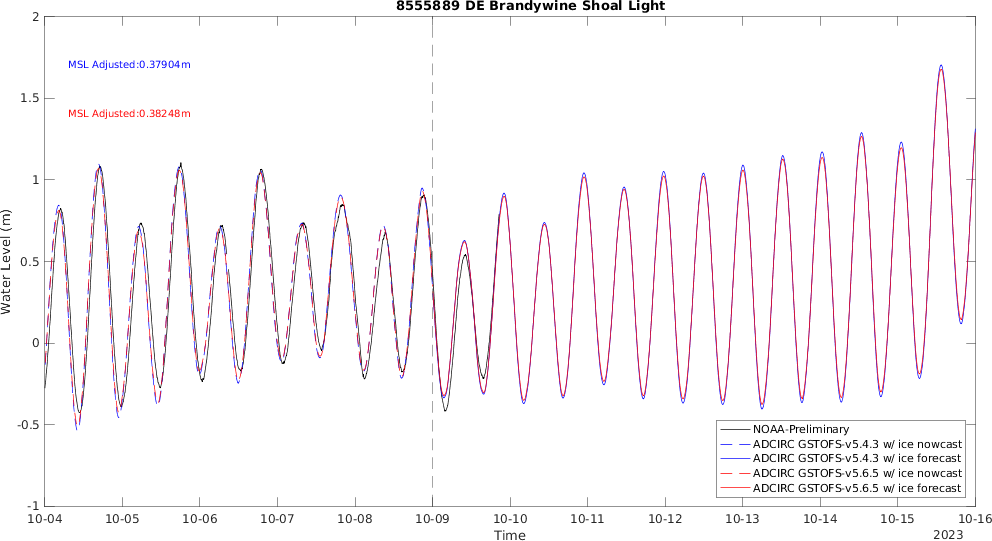 8555889 DE Brandywine Shoal Light
2
MSL Adjusted:0.37904m
1.5
MSL Adjusted:0.38248m
1
0.5
0
-0.5
-1
Water Level (m)
NOAA-Preliminary
ADCIRC GSTOFS-v5.4.3 w/ ice nowcast
ADCIRC GSTOFS-v5.4.3 w/ ice forecast
ADCIRC GSTOFS-v5.6.5 w/ ice nowcast
ADCIRC GSTOFS-v5.6.5 w/ ice forecast
10-04 10-05 10-06 10-07 10-08 10-09 10-10 10-11 10-12 10-13 10-14 10-15 10-16
Time
2023